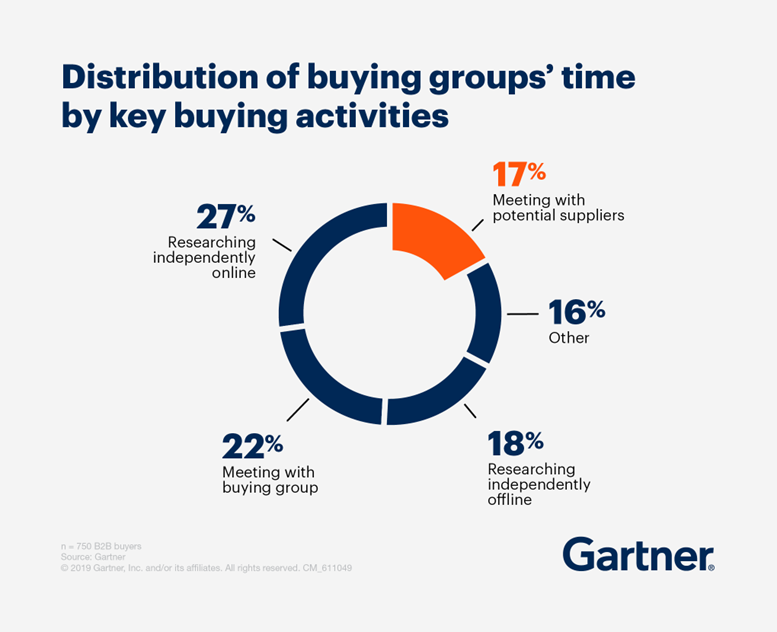 Distribution of buying groups’ time
by key buying activities
17%
Meeting with
potential suppliers
27%
Researching
independently
online
16%
Other
22%
Meeting with
buying group
18%
Researching
independently
offline
n = 750 B2B buyers
Source: Gartner
© 2019 Gartner, Inc. and/or its affiliates. All rights reserved. CM_611049
Gartner®